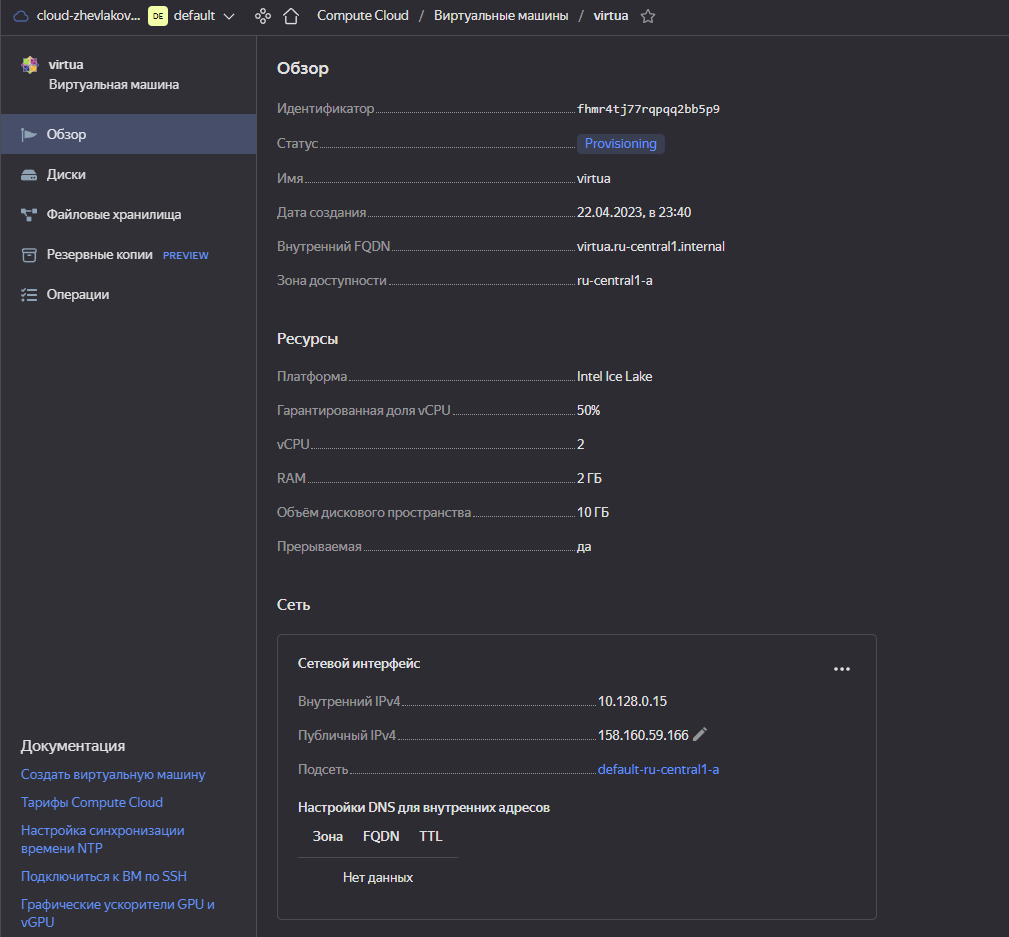 cloud-zhevlakov... DE default Compute Cloud / Виртуальные машины / virtua
virtua
Виртуальная машина
Обзор
Диски
Файловые хранилища
Резервные копии PREVIEW
Операции
Документация
Создать виртуальную машину
Тарифы Compute Cloud
Настройка синхронизации
времени NTP
Подключиться к ВМ по SSH
Графические ускорители GPU и
vGPU
Обзор
Идентификатор fhmr4tj77rqpqq2bb5p9
Статус Provisioning
Имя virtua
Дата создания 22.04.2023, в 23:40
Внутренний FQDN virtua.ru-central1.internal
Зона доступности ru-central1-a
Ресурсы
Платформа Intel Ice Lake
Гарантированная доля vCPU 50%
vCPU 2
RAM 2 ГБ
Объём дискового пространства 10 ГБ
Прерываемая да
Сеть
Сетевой интерфейс
Внутренний IPv4 10.128.0.15
Публичный IPv4 158.160.59.166
Подсеть default-ru-central1-a
Настройки DNS для внутренних адресов
Зона FQDN TTL
Нет данных